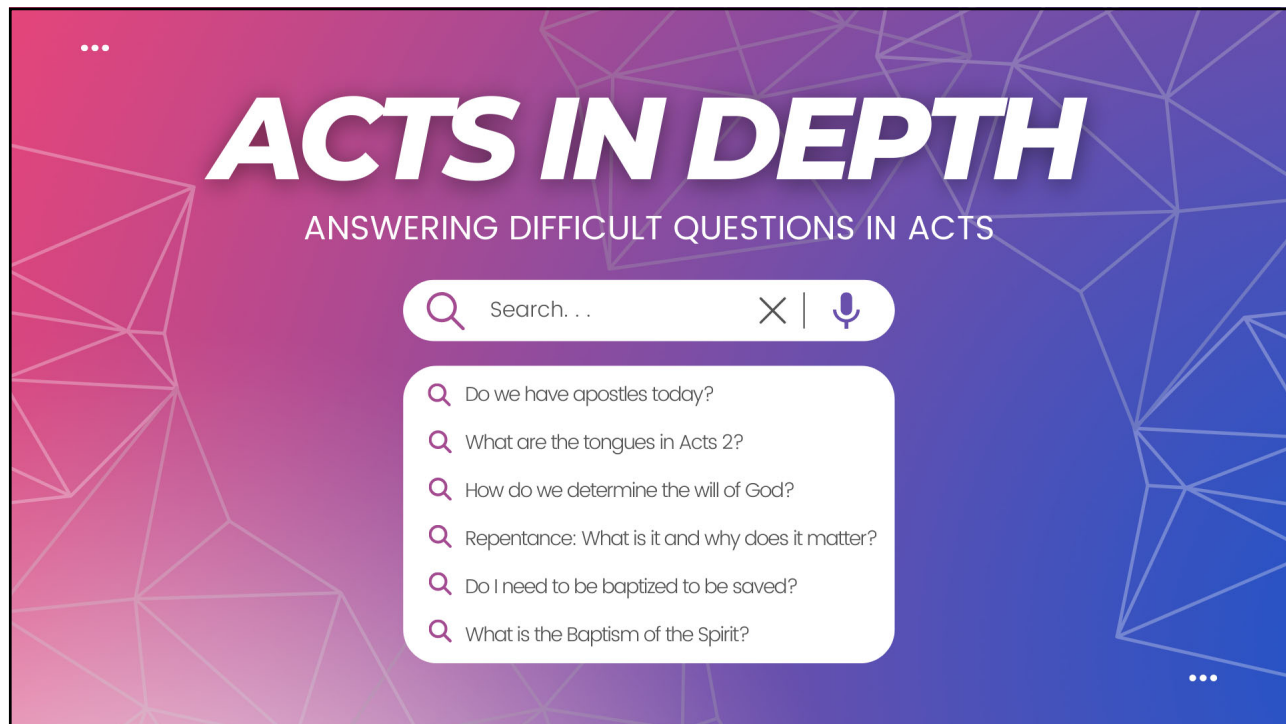 ACTS IN DEPTH
ANSWERING DIFFICULT QUESTIONS IN ACTS
Search. . .
Do we have apostles today?
What are the tongues in Acts 2?
How do we determine the will of God?
Repentance: What is it and why does it matter?
Do I need to be baptized to be saved?
What is the Baptism of the Spirit?